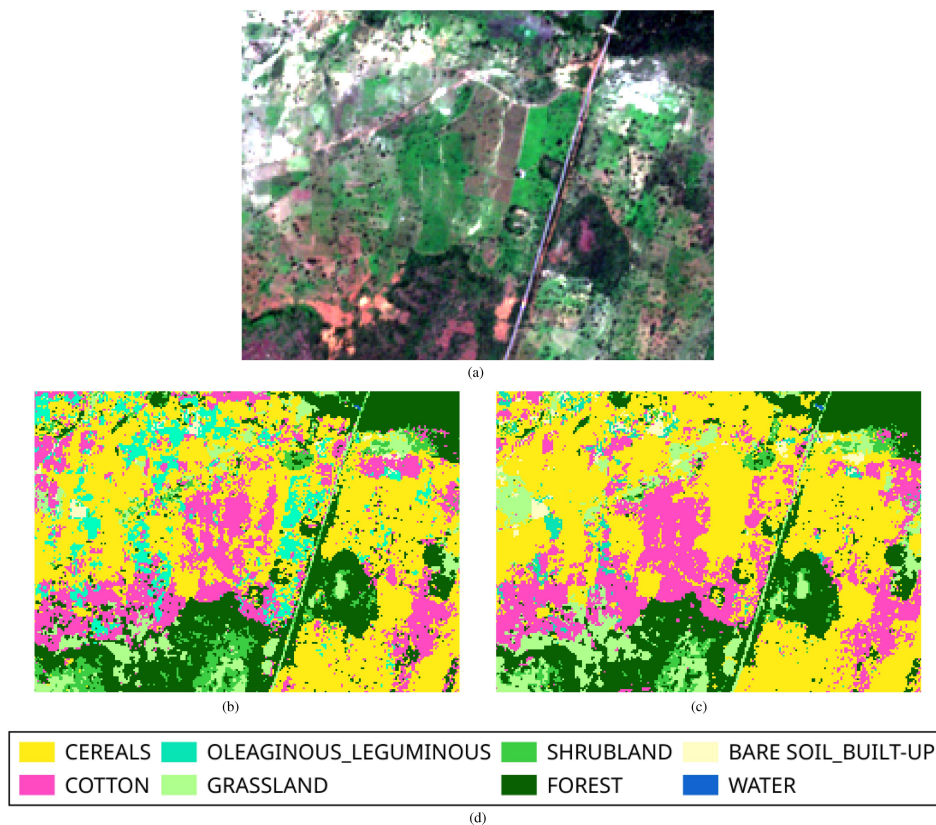 (a)
(b) (c)
CEREALS OLEAGINOUS_LEGUMINOUS SHRUBLAND BARE SOIL_BUILT-UP
COTTON GRASSLAND FOREST WATER
(d)